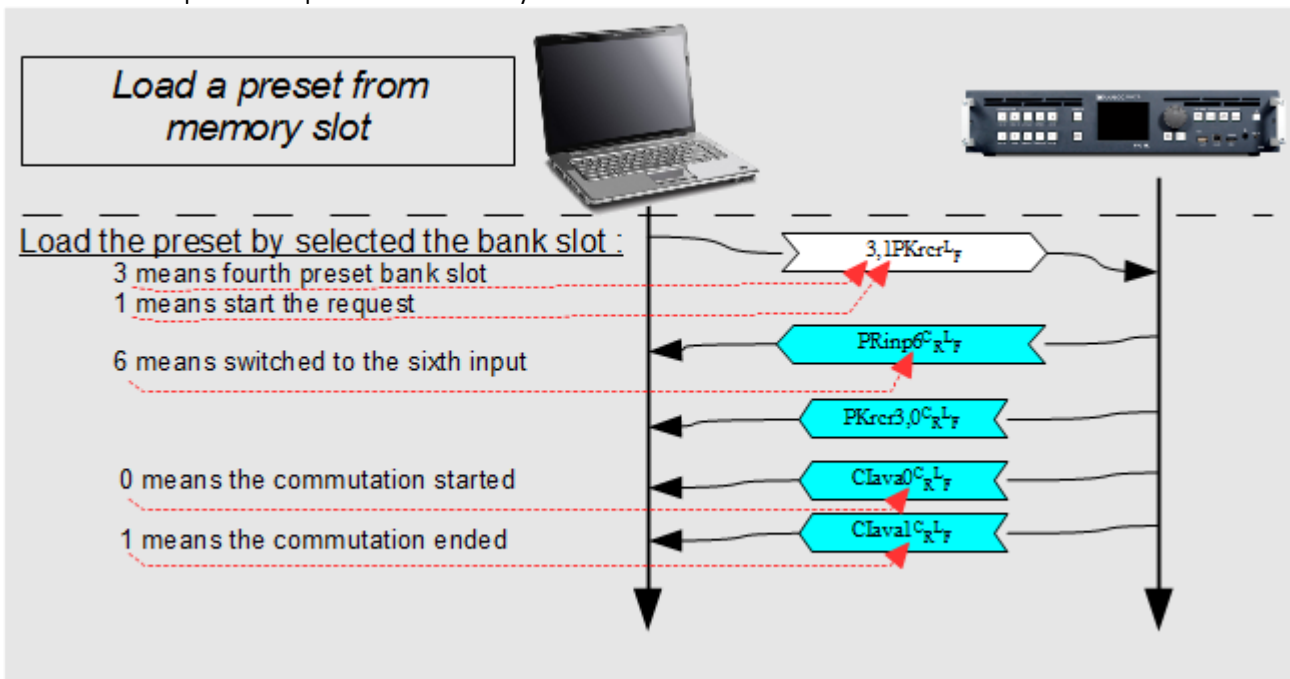 Load a preset from
memory slot
Load the preset by selected the bank slot :
3,1PKrcrLF
3 means fourth preset bank slot
1 means start the request
PRinp6CRLF
6 means switched to the sixth input
PKrcr3,0CRLF
0 means the commutation started
CIava0CRLF
1 means the commutation ended
CIava1CRLF